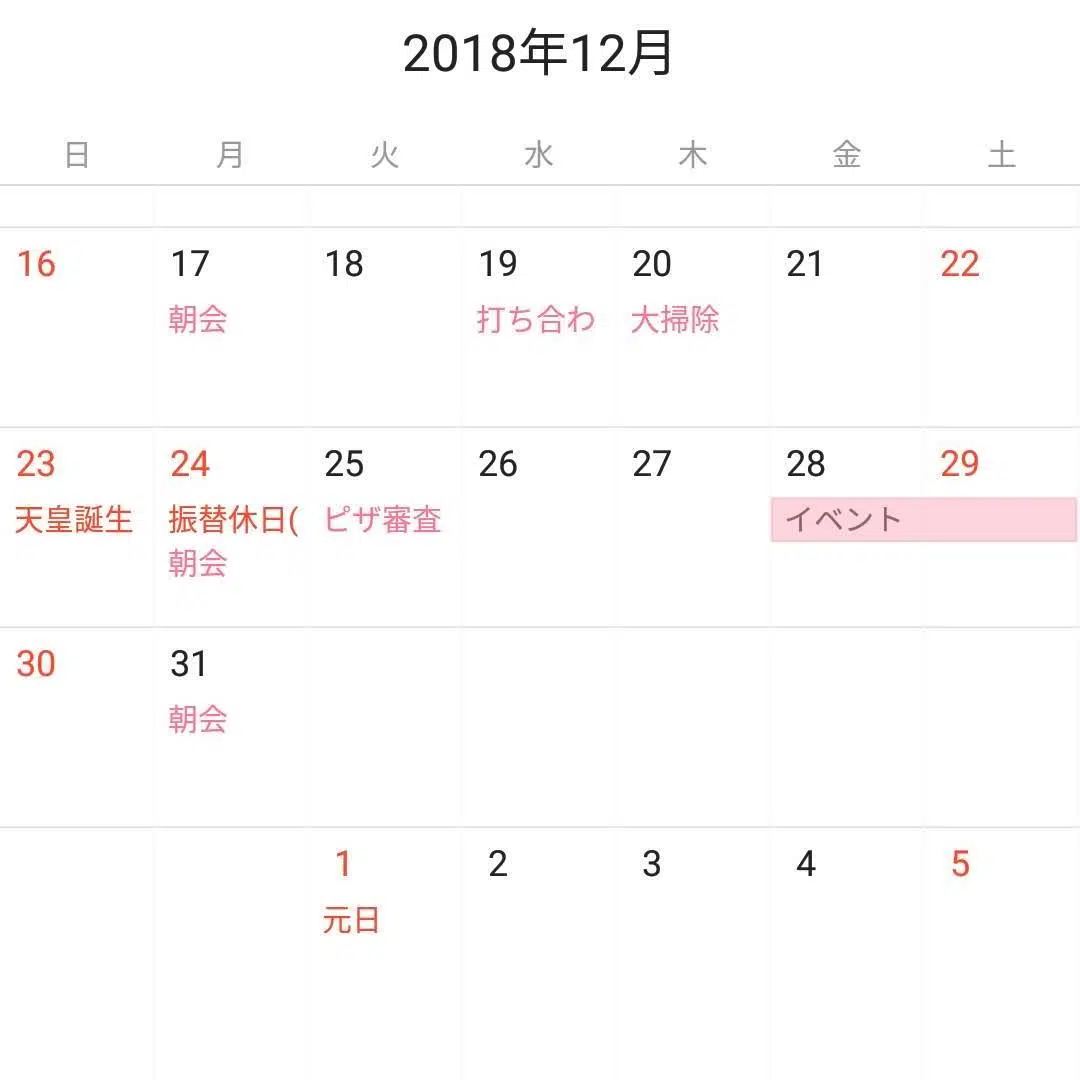 2018年12月
日 月 火 水 木 金 土
16 17 18 19 20 21 22
朝会 打ち合わ 大掃除
23 24 25 26 27 28 29
天皇誕生 振替休日( ピザ審査 イベント
朝会
30 31
朝会
1 2 3 4 5
元日